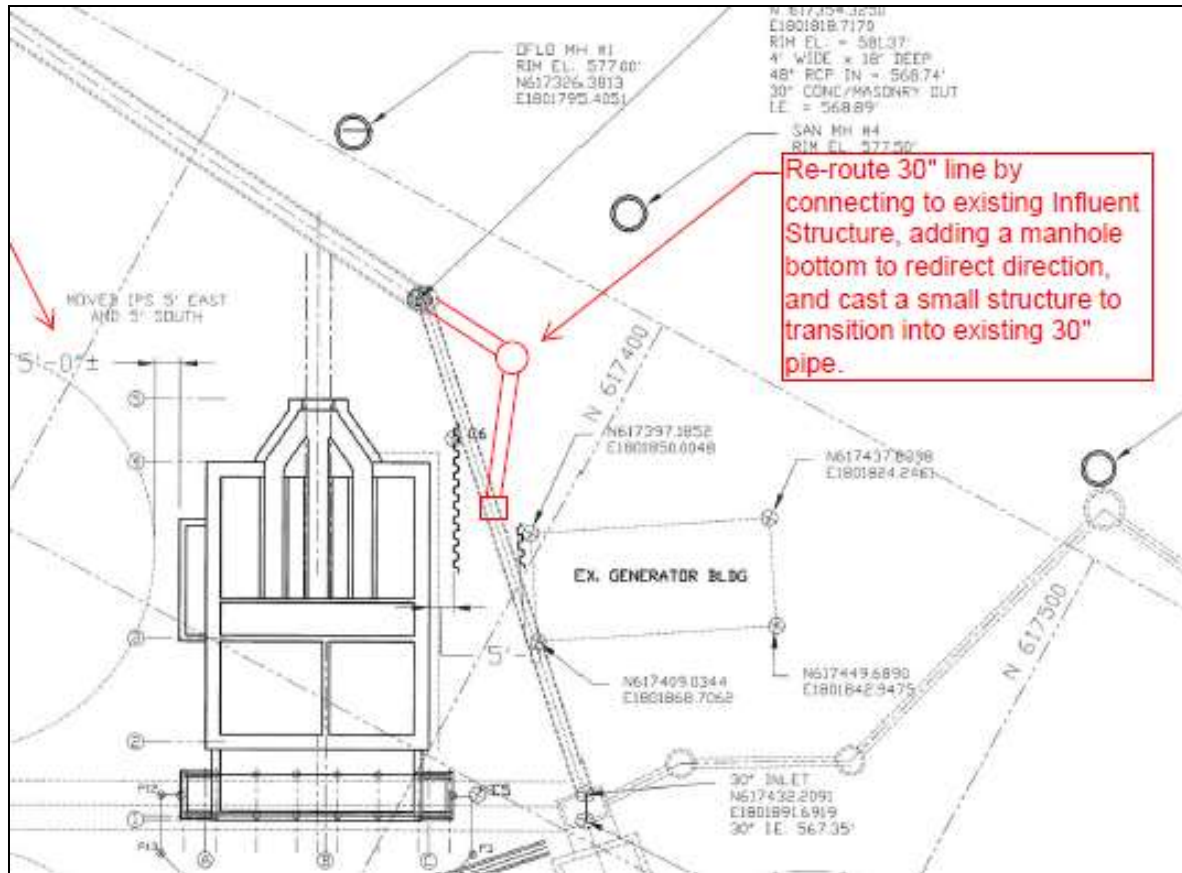 N 617354.3250
E1801818.7170
RIM EL. = 581.37'
4' WIDE x 18' DEEP
48" RCP IN = 568.74'
30" CONC/MASONRY OUT
I.E. = 568.89'
OFLO MH #1
RIM EL. 577.00'
N617326.3813
E1801795.4051
SAN MH #4
RIM EL. 577.50'
Re-route 30" line by
connecting to existing Influent
Structure, adding a manhole
bottom to redirect direction,
and cast a small structure to
transition into existing 30"
pipe.
MOVED IPS 5' EAST
AND 5' SOUTH
5'-0"±
N 617400
N617397.1852
E1801850.0048
E1801824.2461
EX. GENERATOR BLDG
N 617500
5'
N617409.0344
E1801868.7062
N617449.6890
E1801842.9475
30" INLET
N617432.2091
E1801891.6919
30" I.E. 567.35'
2
1
A
B
C